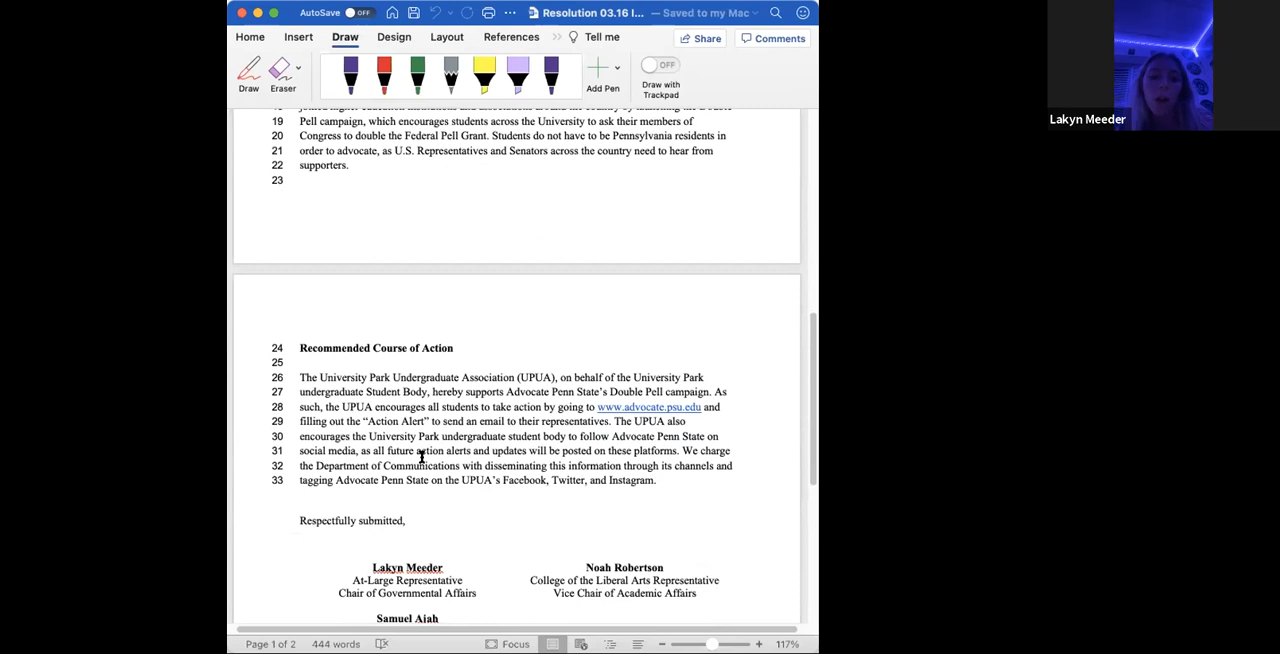 AutoSave OFF Resolution 03.16 I... — Saved to my Mac
Home Insert Draw Design Layout References Tell me Share Comments
Draw Eraser Add Pen OFF Draw with Trackpad
19 Pell campaign, which encourages students across the University to ask their members of
20 Congress to double the Federal Pell Grant. Students do not have to be Pennsylvania residents in
21 order to advocate, as U.S. Representatives and Senators across the country need to hear from
22 supporters.
23
24 Recommended Course of Action
25
26 The University Park Undergraduate Association (UPUA), on behalf of the University Park
27 undergraduate Student Body, hereby supports Advocate Penn State's Double Pell campaign. As
28 such, the UPUA encourages all students to take action by going to www.advocate.psu.edu and
29 filling out the “Action Alert” to send an email to their representatives. The UPUA also
30 encourages the University Park undergraduate student body to follow Advocate Penn State on
31 social media, as all future action alerts and updates will be posted on these platforms. We charge
32 the Department of Communications with disseminating this information through its channels and
33 tagging Advocate Penn State on the UPUA's Facebook, Twitter, and Instagram.
Respectfully submitted,
Lakyn Meeder Noah Robertson
At-Large Representative College of the Liberal Arts Representative
Chair of Governmental Affairs Vice Chair of Academic Affairs
Samuel Ajah
Page 1 of 2 444 words Focus 117%
Lakyn Meeder